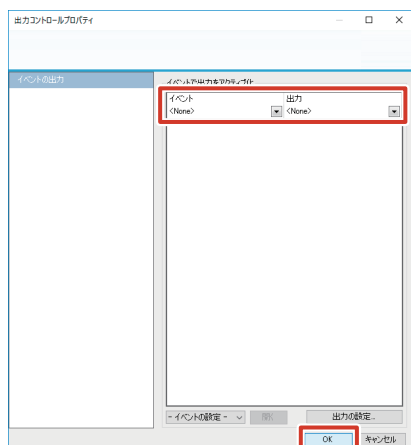 出力コントロールプロパティ
イベントの出力
イベントで出力をアクティブ化
イベント 出力
<None> <None>
- イベントの設定 - 開く 出力の設定...
OK キャンセル